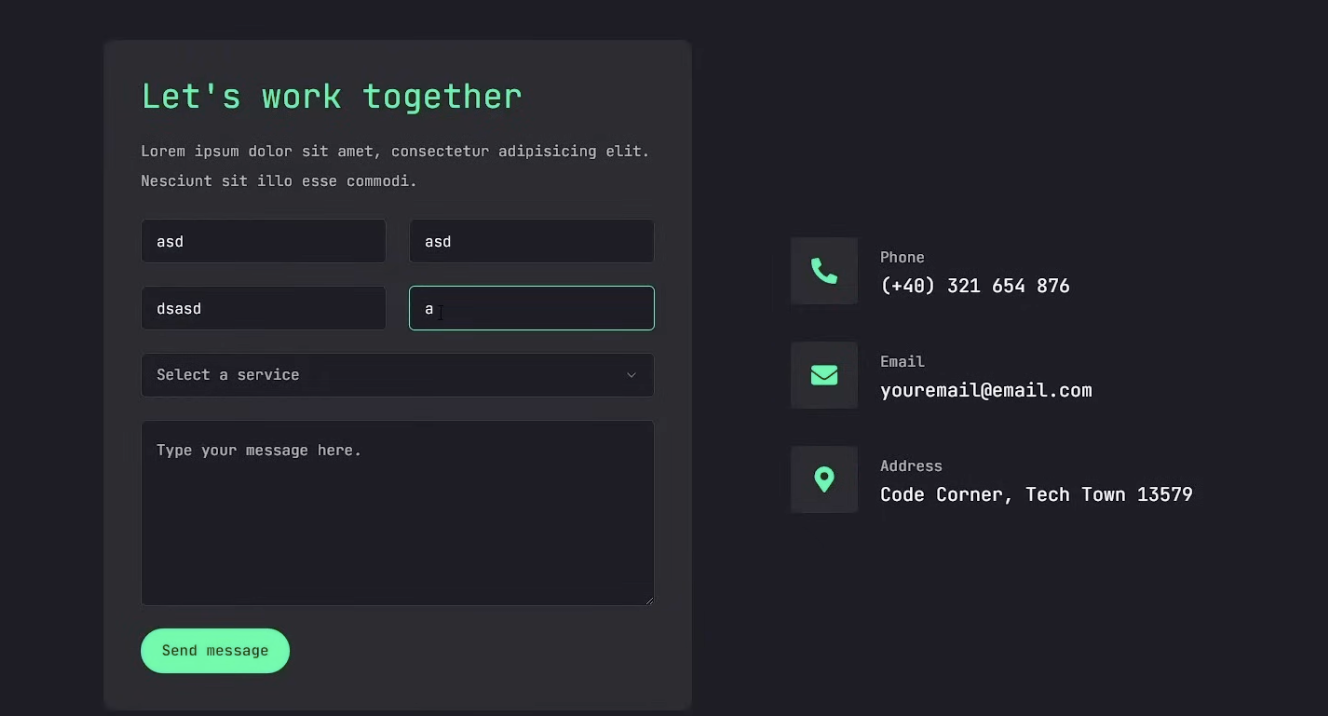 Let's work together
Lorem ipsum dolor sit amet, consectetur adipisicing elit.
Nesciunt sit illo esse commodi.
asd
asd
dsasd
a
Select a service
Type your message here.
Send message
Phone
(+40) 321 654 876
Email
youremail@email.com
Address
Code Corner, Tech Town 13579